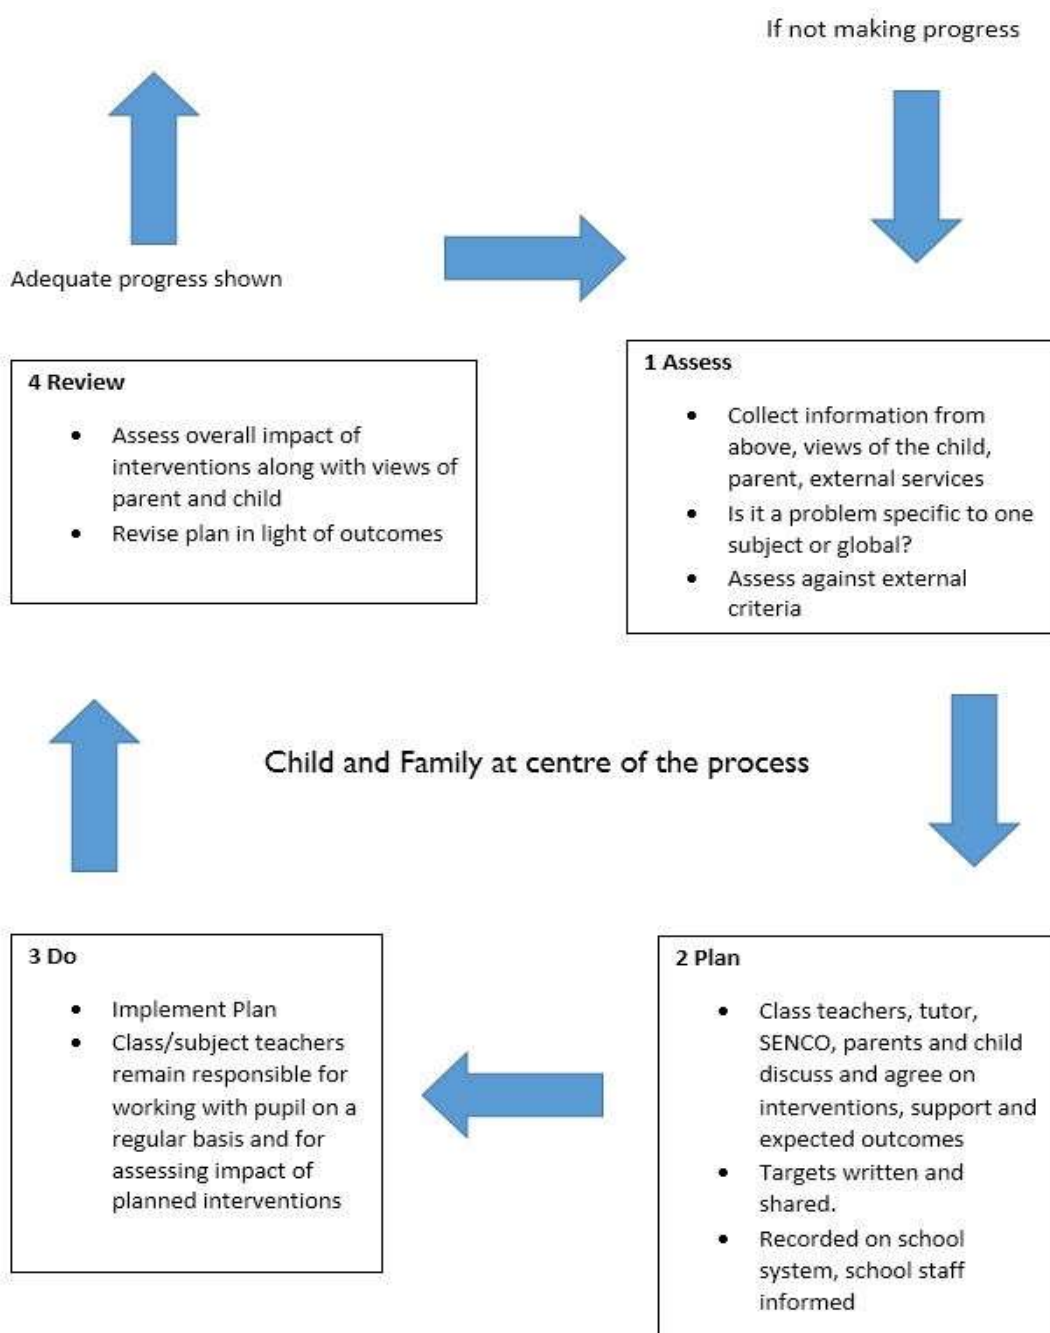 If not making progress
Adequate progress shown
4 Review
• Assess overall impact of
interventions along with views of
parent and child
• Revise plan in light of outcomes
1 Assess
• Collect information from
above, views of the child,
parent, external services
• Is it a problem specific to one
subject or global?
• Assess against external
criteria
Child and Family at centre of the process
3 Do
• Implement Plan
• Class/subject teachers
remain responsible for
working with pupil on a
regular basis and for
assessing impact of
planned interventions
2 Plan
• Class teachers, tutor,
SENCO, parents and child
discuss and agree on
interventions, support and
expected outcomes
• Targets written and
shared.
• Recorded on school
system, school staff
informed